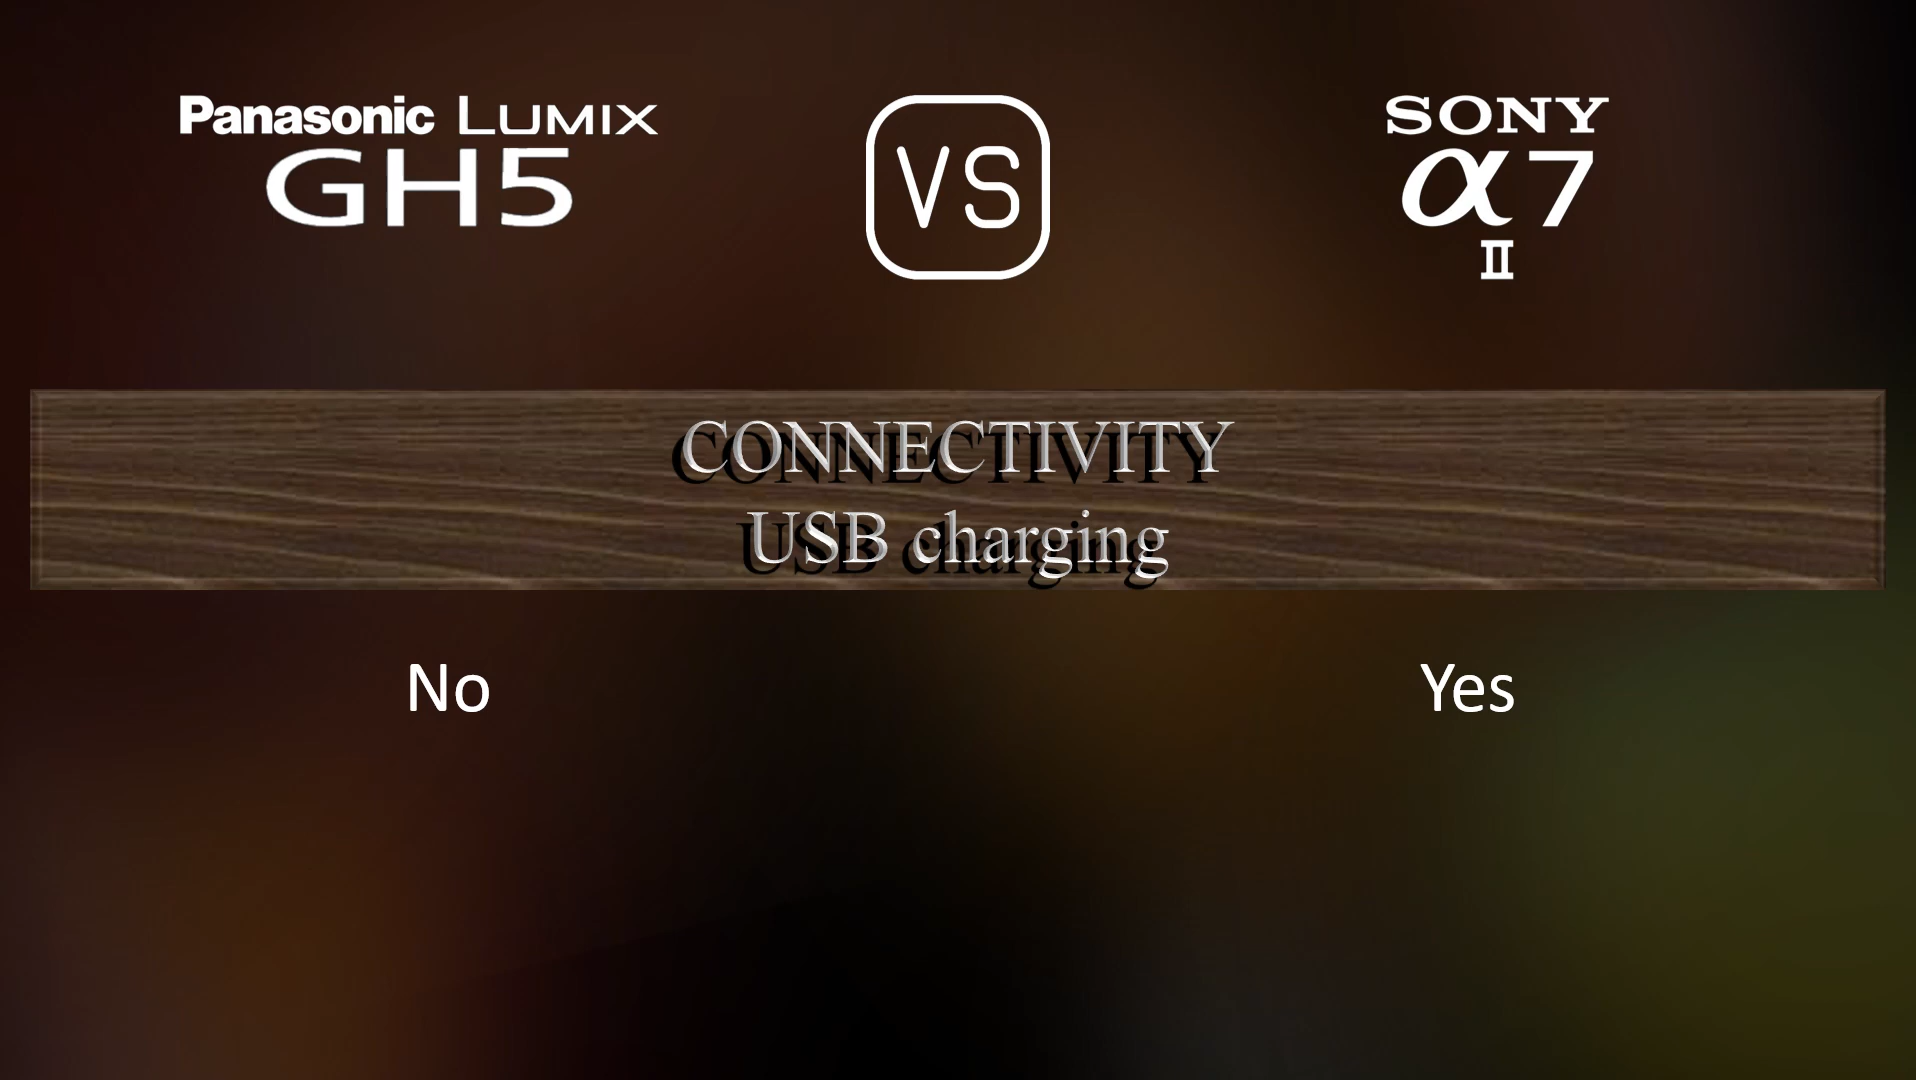 Panasonic LUMIX
GH5
VS
SONY
α7
II
CONNECTIVITY
USB charging
No
Yes